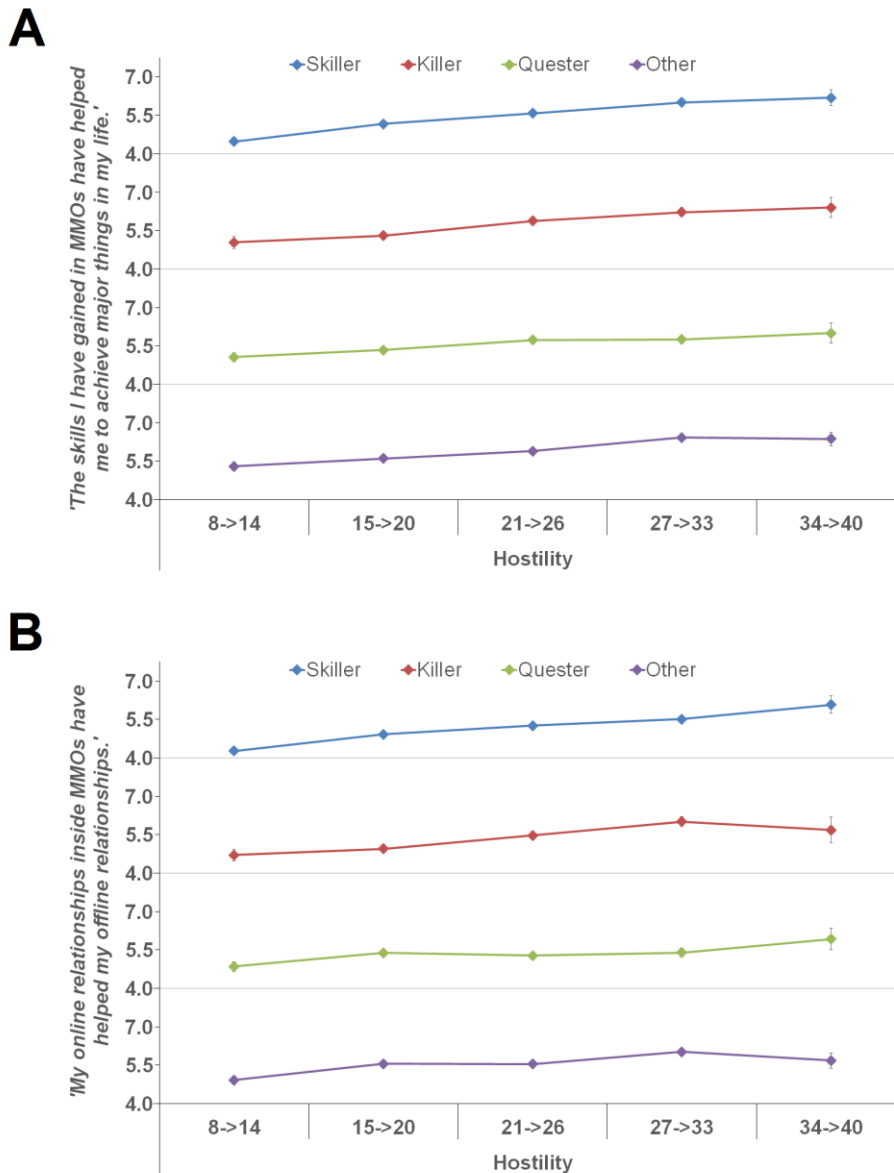 A
Skiller Killer Quester Other
'The skills I have gained in MMOs have helped
me to achieve major things in my life.'
7.0
5.5
4.0
7.0
5.5
4.0
7.0
5.5
4.0
7.0
5.5
4.0
8->14 15->20 21->26 27->33 34->40
Hostility
B
Skiller Killer Quester Other
'My online relationships inside MMOs have
helped my offline relationships.'
7.0
5.5
4.0
7.0
5.5
4.0
7.0
5.5
4.0
7.0
5.5
4.0
8->14 15->20 21->26 27->33 34->40
Hostility